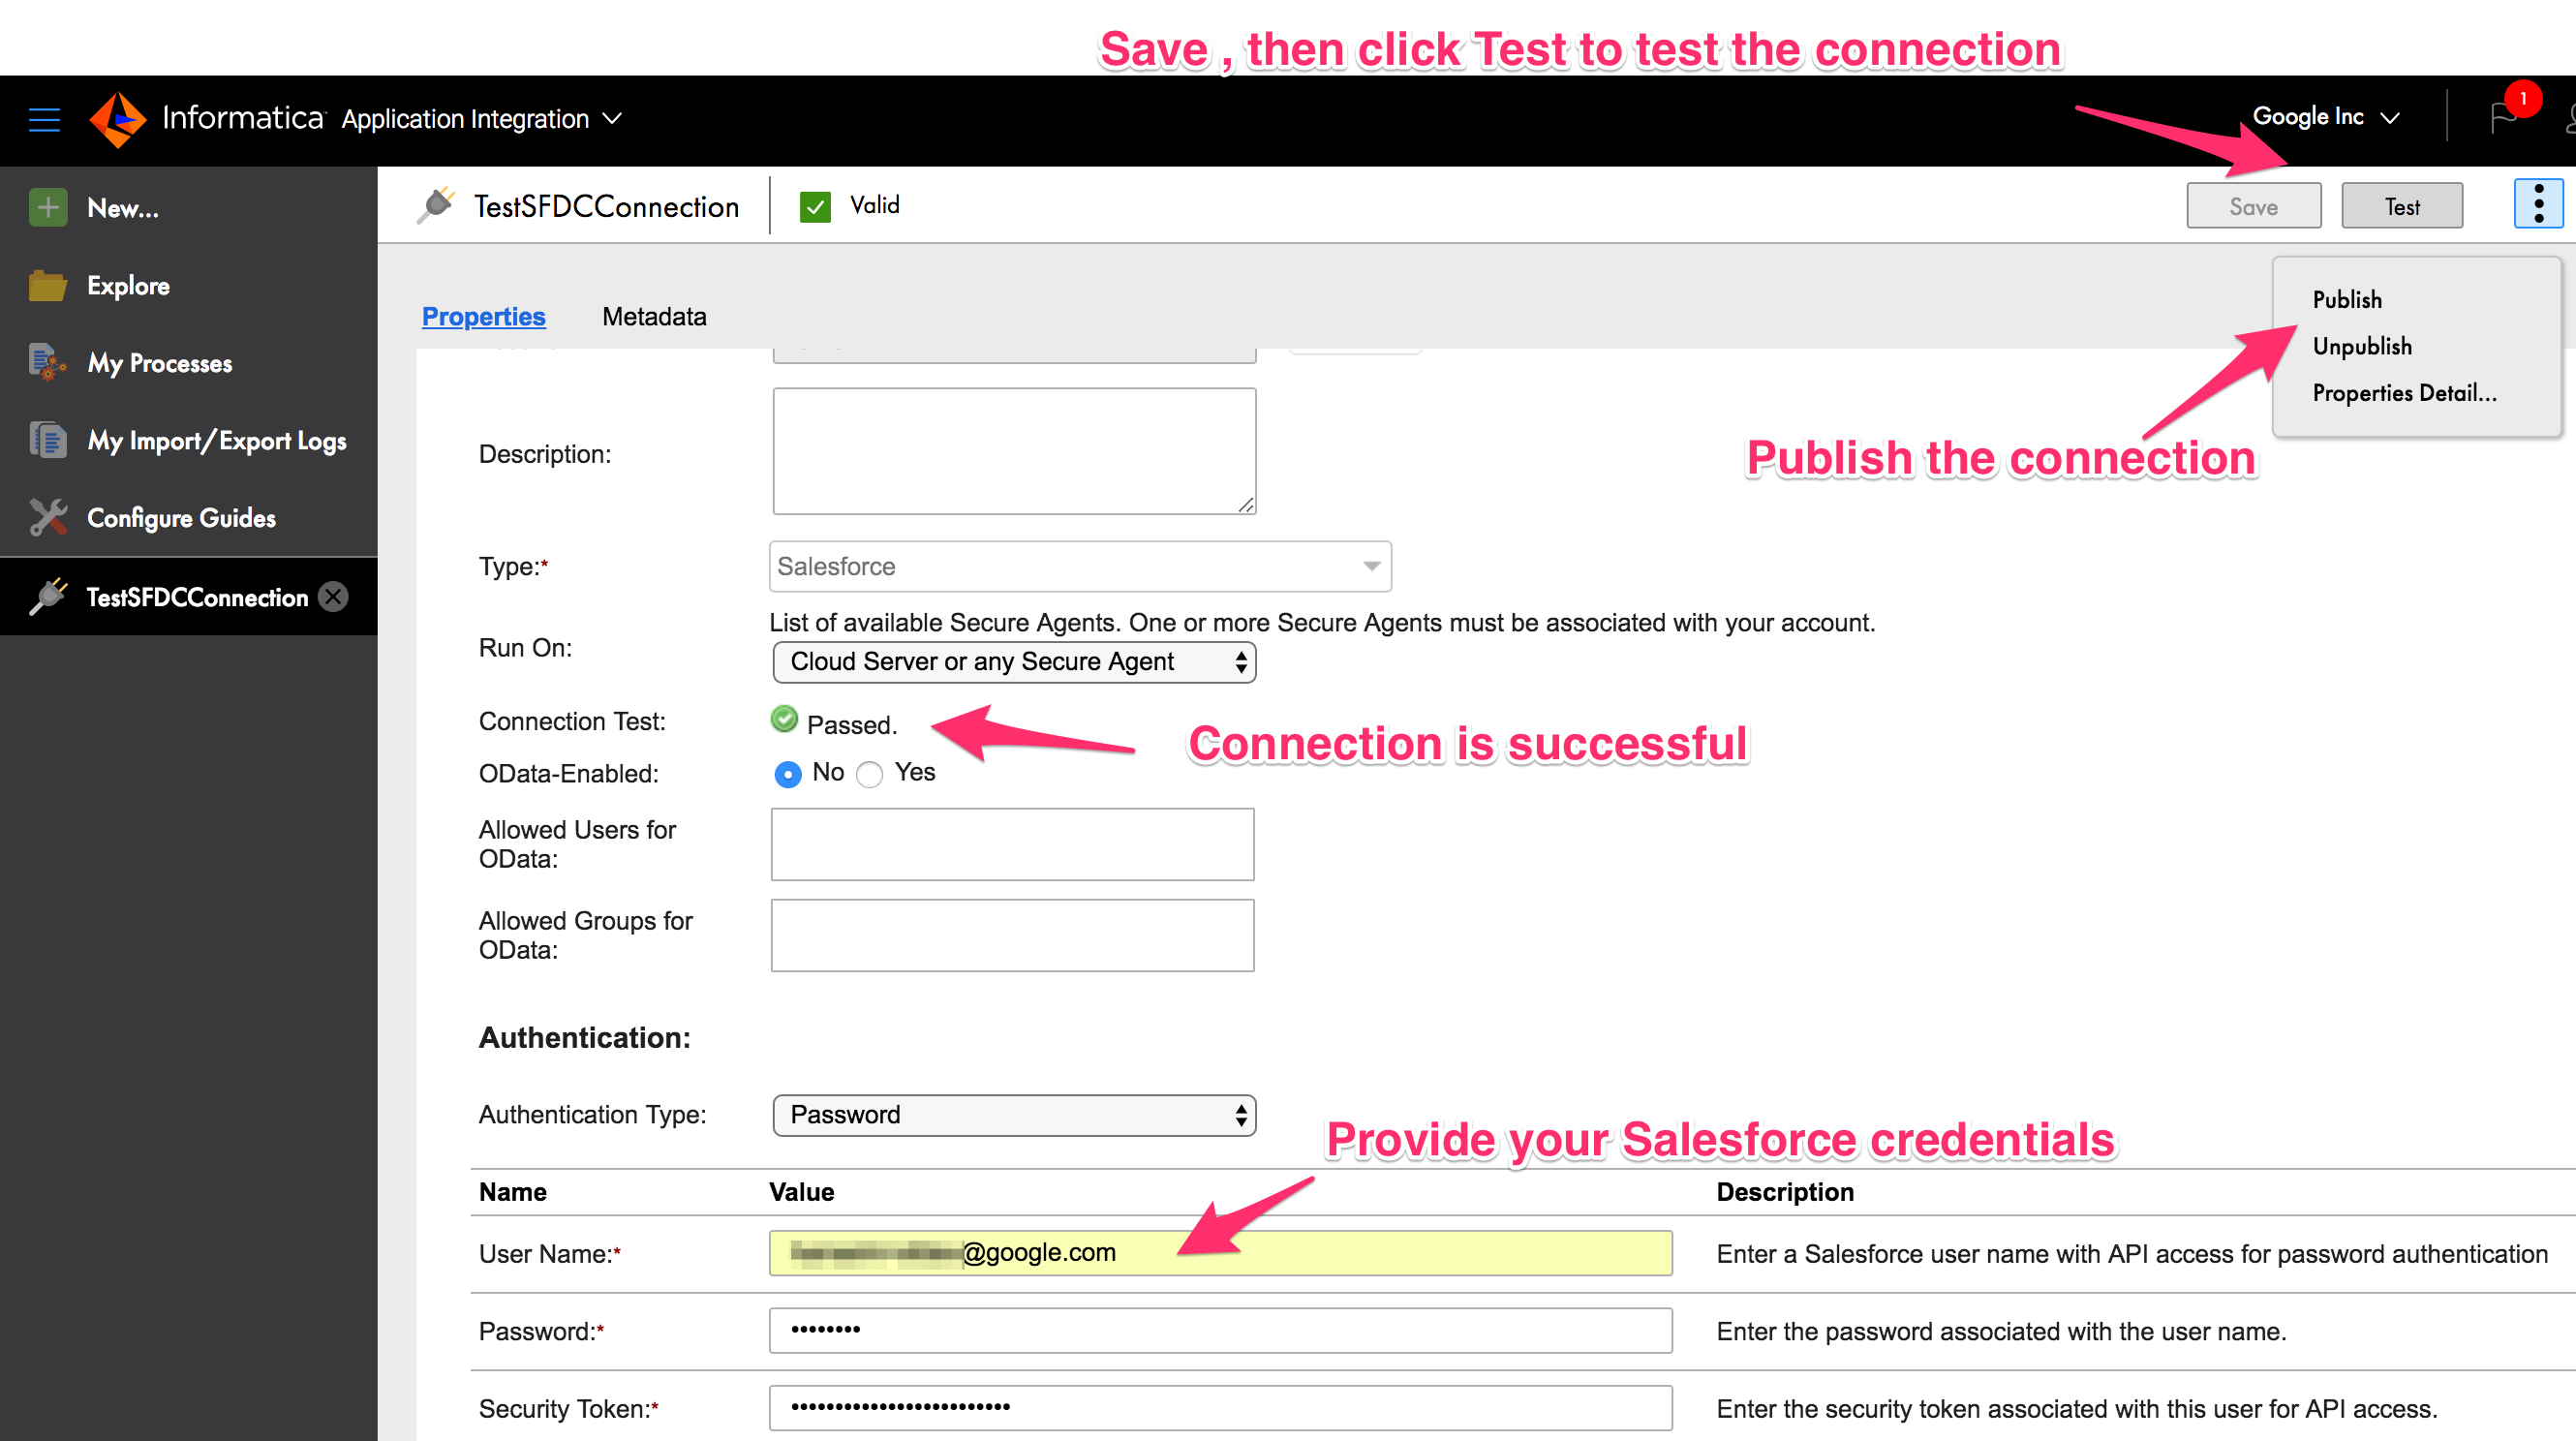 Save , then click Test to test the connection
Informatica Application Integration
Google Inc
1
New...
Explore
My Processes
My Import/Export Logs
Configure Guides
TestSFDCConnection
TestSFDCConnection
Valid
Save
Test
Publish
Unpublish
Properties Detail...
Publish the connection
Properties
Metadata
Description:
Type:*
Salesforce
List of available Secure Agents. One or more Secure Agents must be associated with your account.
Run On:
Cloud Server or any Secure Agent
Connection Test:
Passed.
Connection is successful
OData-Enabled:
No
Yes
Allowed Users for
OData:
Allowed Groups for
OData:
Authentication:
Authentication Type:
Password
Provide your Salesforce credentials
Name
Value
Description
User Name:*
@google.com
Enter a Salesforce user name with API access for password authentication
Password:*
••••••••
Enter the password associated with the user name.
Security Token:*
•••••••••••••••••••••••••
Enter the security token associated with this user for API access.